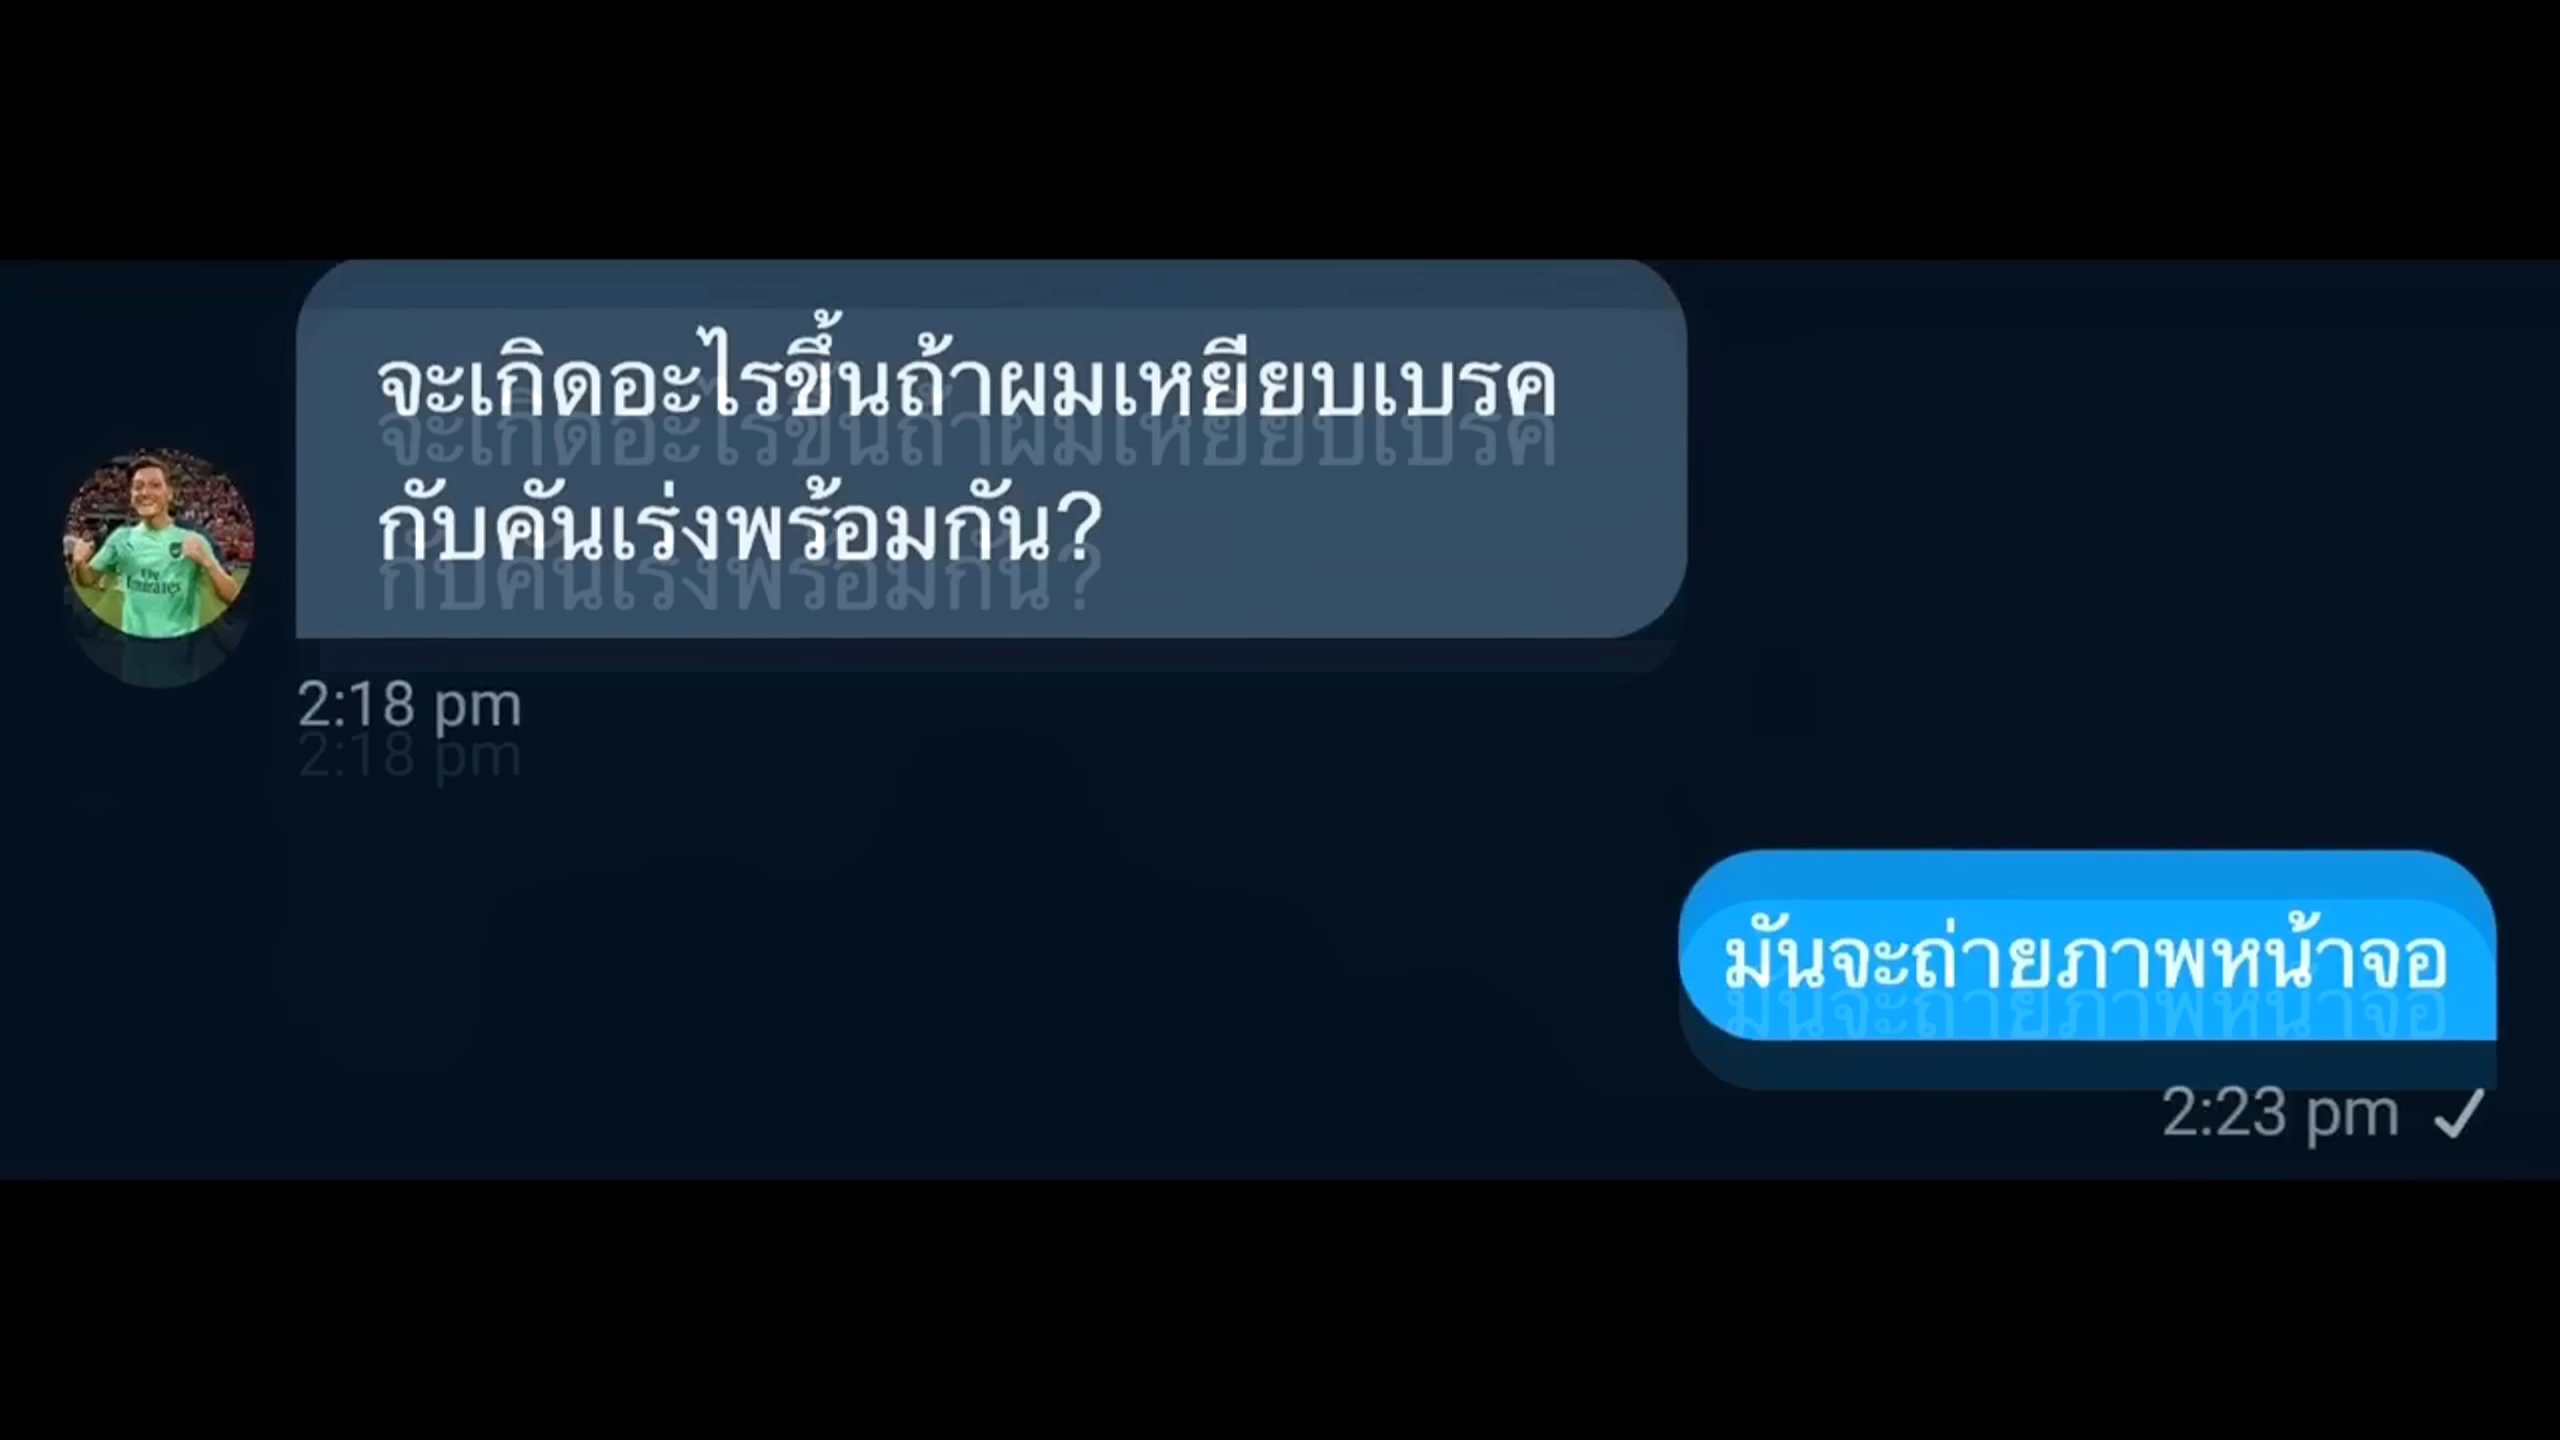 จะเกิดอะไรขึ้นถ้าผมเหยียบเบรค
กับคันเร่งพร้อมกัน?
Fly
Emirates
2:18 pm
มันจะถ่ายภาพหน้าจอ
2:23 pm